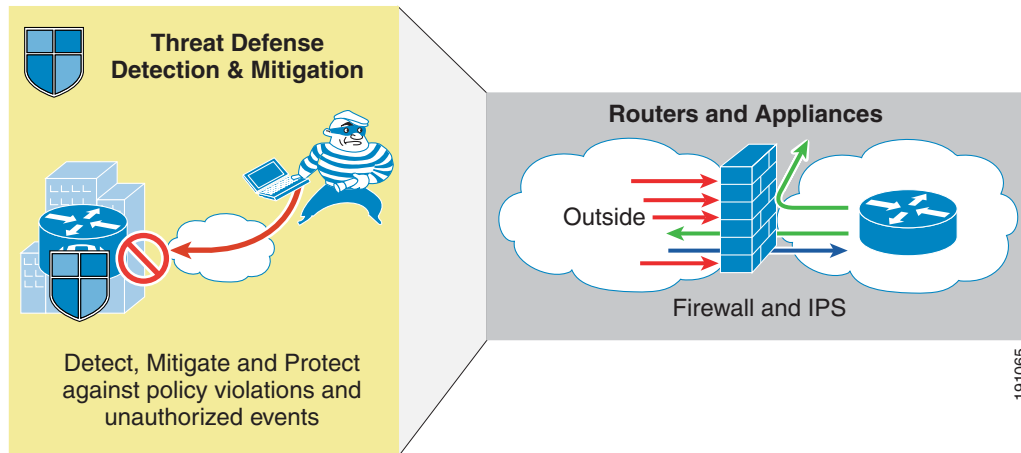 Threat Defense
Detection & Mitigation
Detect, Mitigate and Protect
against policy violations and
unauthorized events
Routers and Appliances
Outside
Firewall and IPS
191065